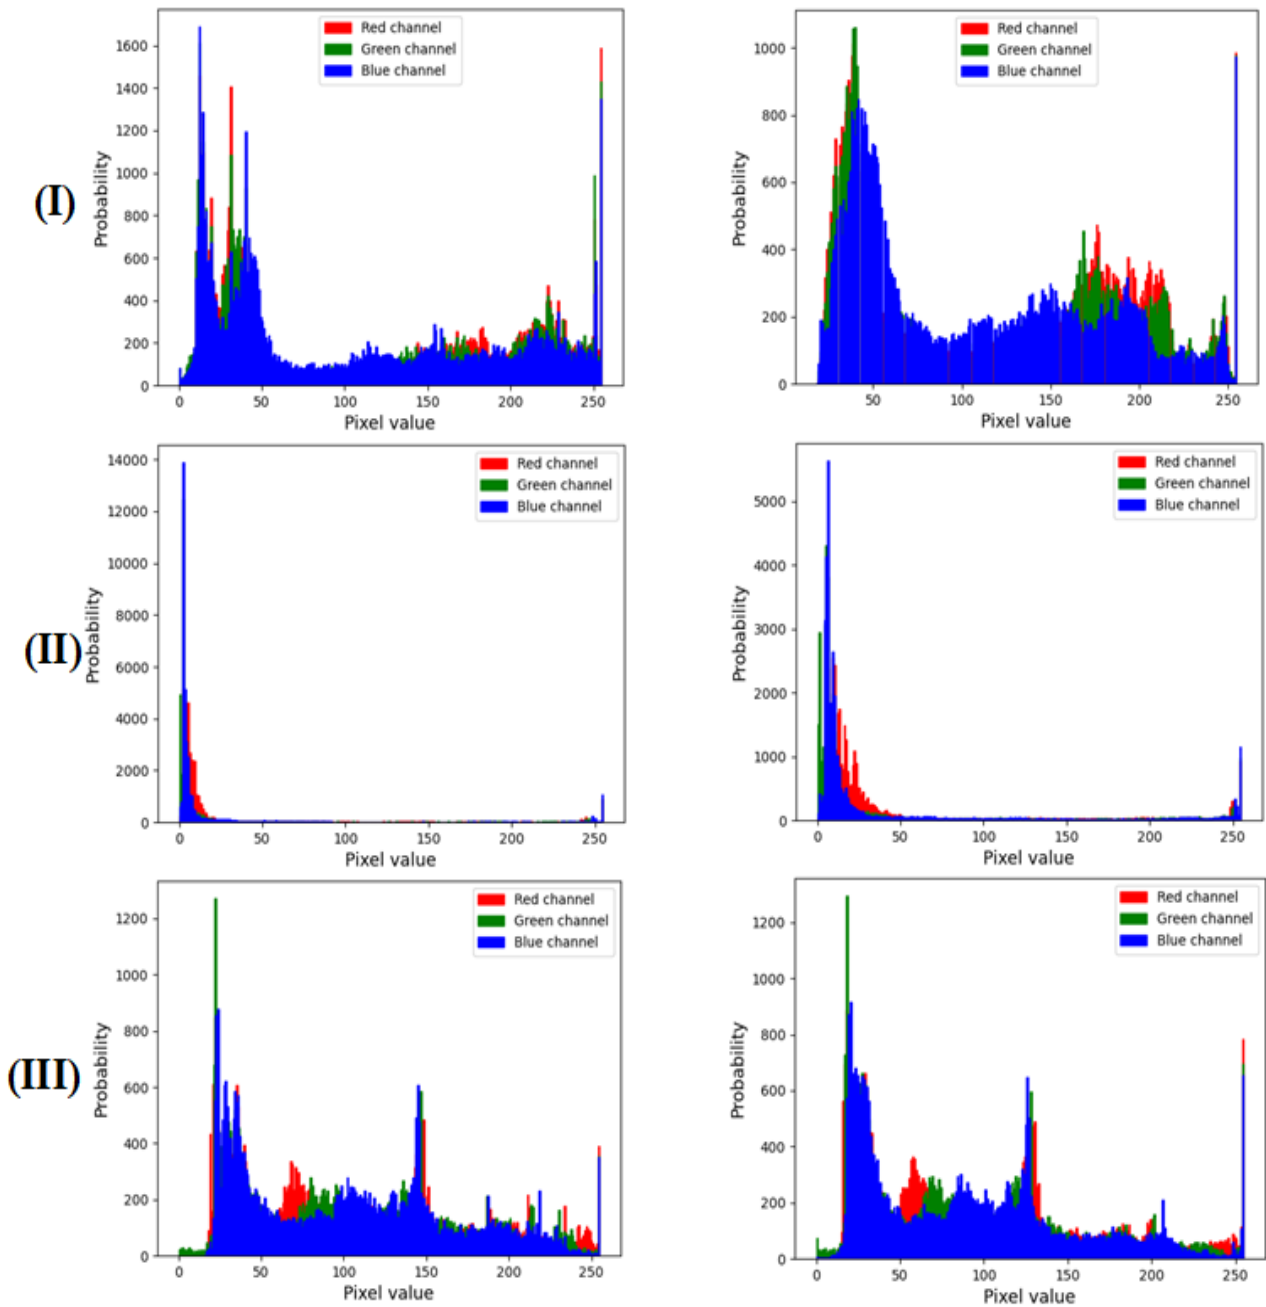 (I)
1600
1400
1200
1000
800
600
400
200
0
Probability
0 50 100 150 200 250
Pixel value
Red channel
Green channel
Blue channel
1000
800
600
400
200
0
Probability
50 100 150 200 250
Pixel value
Red channel
Green channel
Blue channel
(II)
14000
12000
10000
8000
6000
4000
2000
0
Probability
0 50 100 150 200 250
Pixel value
Red channel
Green channel
Blue channel
5000
4000
3000
2000
1000
0
Probability
0 50 100 150 200 250
Pixel value
Red channel
Green channel
Blue channel
(III)
1200
1000
800
600
400
200
0
Probability
0 50 100 150 200 250
Pixel value
Red channel
Green channel
Blue channel
1200
1000
800
600
400
200
0
Probability
0 50 100 150 200 250
Pixel value
Red channel
Green channel
Blue channel